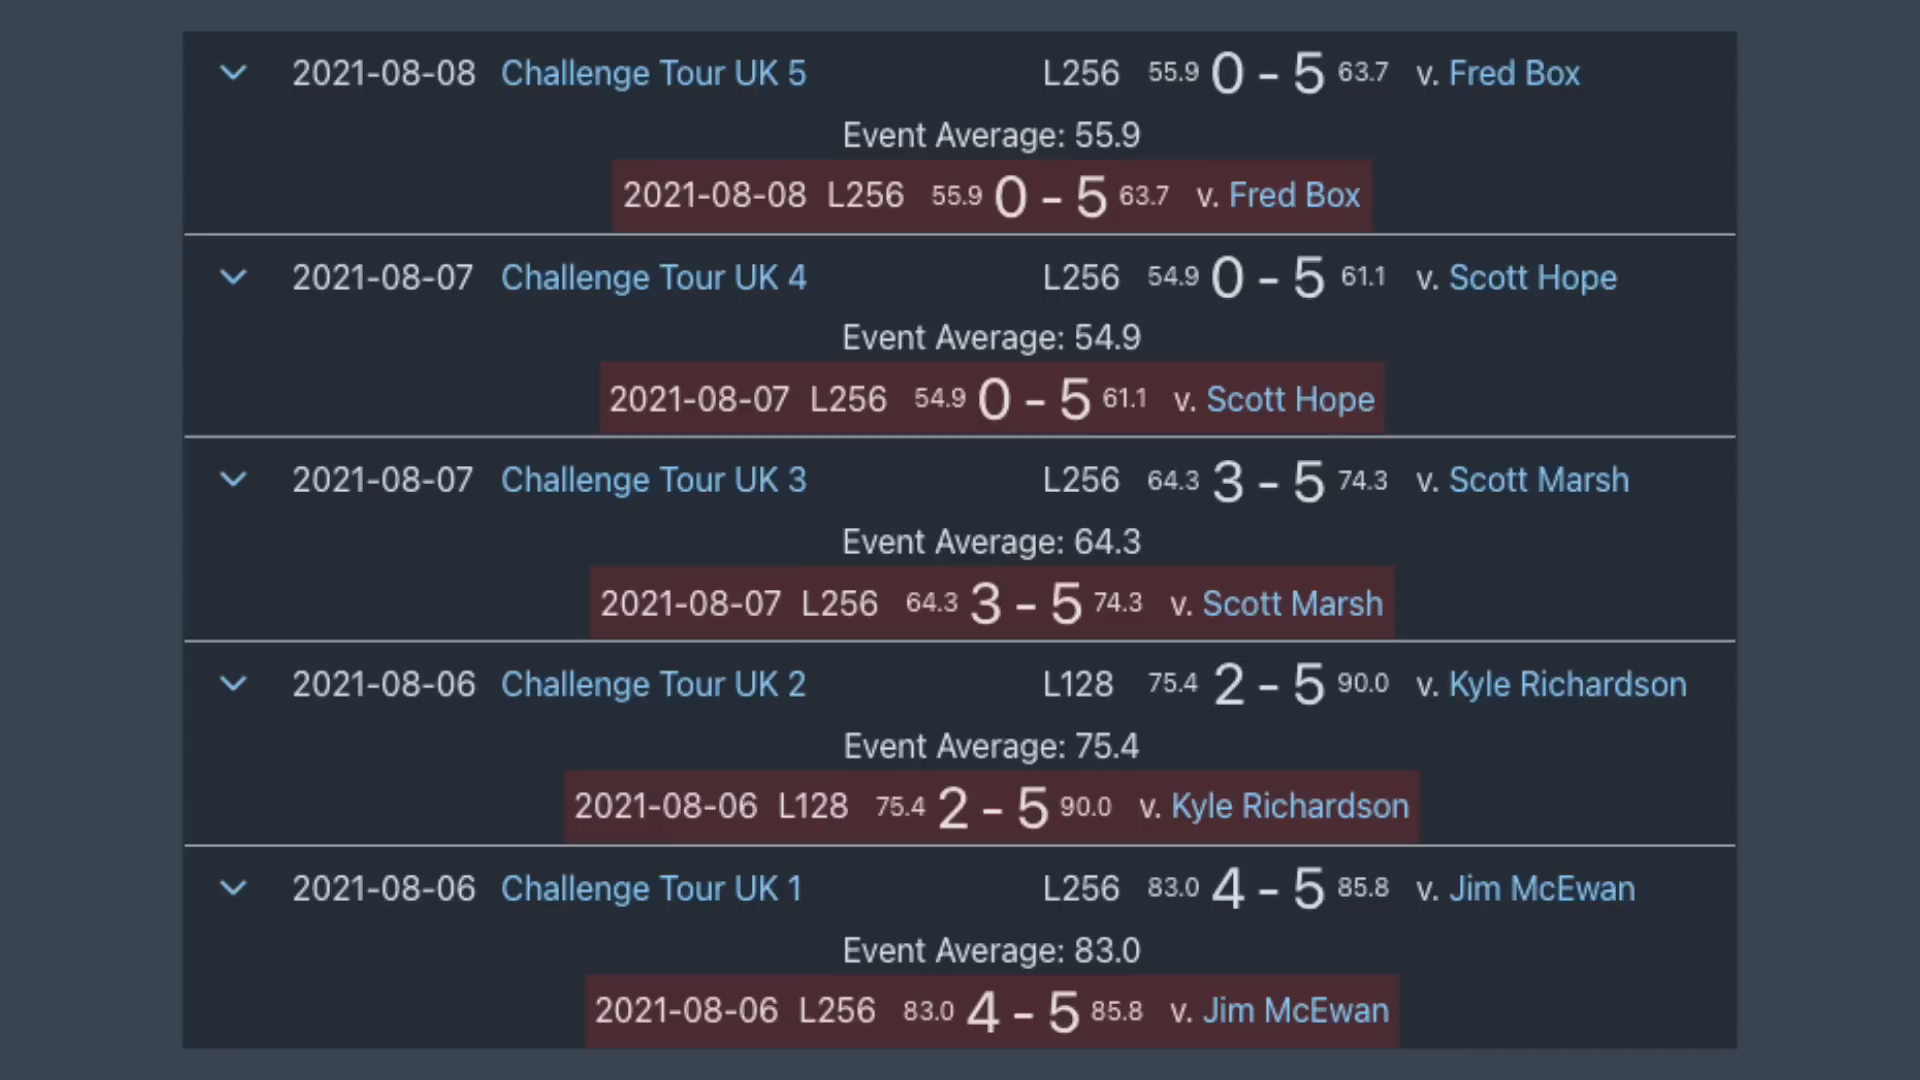 2021-08-08 Challenge Tour UK 5 L256 55.9 0 - 5 63.7 v. Fred Box
Event Average: 55.9
2021-08-08 L256 55.9 0 - 5 63.7 v. Fred Box
2021-08-07 Challenge Tour UK 4 L256 54.9 0 - 5 61.1 v. Scott Hope
Event Average: 54.9
2021-08-07 L256 54.9 0 - 5 61.1 v. Scott Hope
2021-08-07 Challenge Tour UK 3 L256 64.3 3 - 5 74.3 v. Scott Marsh
Event Average: 64.3
2021-08-07 L256 64.3 3 - 5 74.3 v. Scott Marsh
2021-08-06 Challenge Tour UK 2 L128 75.4 2 - 5 90.0 v. Kyle Richardson
Event Average: 75.4
2021-08-06 L128 75.4 2 - 5 90.0 v. Kyle Richardson
2021-08-06 Challenge Tour UK 1 L256 83.0 4 - 5 85.8 v. Jim McEwan
Event Average: 83.0
2021-08-06 L256 83.0 4 - 5 85.8 v. Jim McEwan